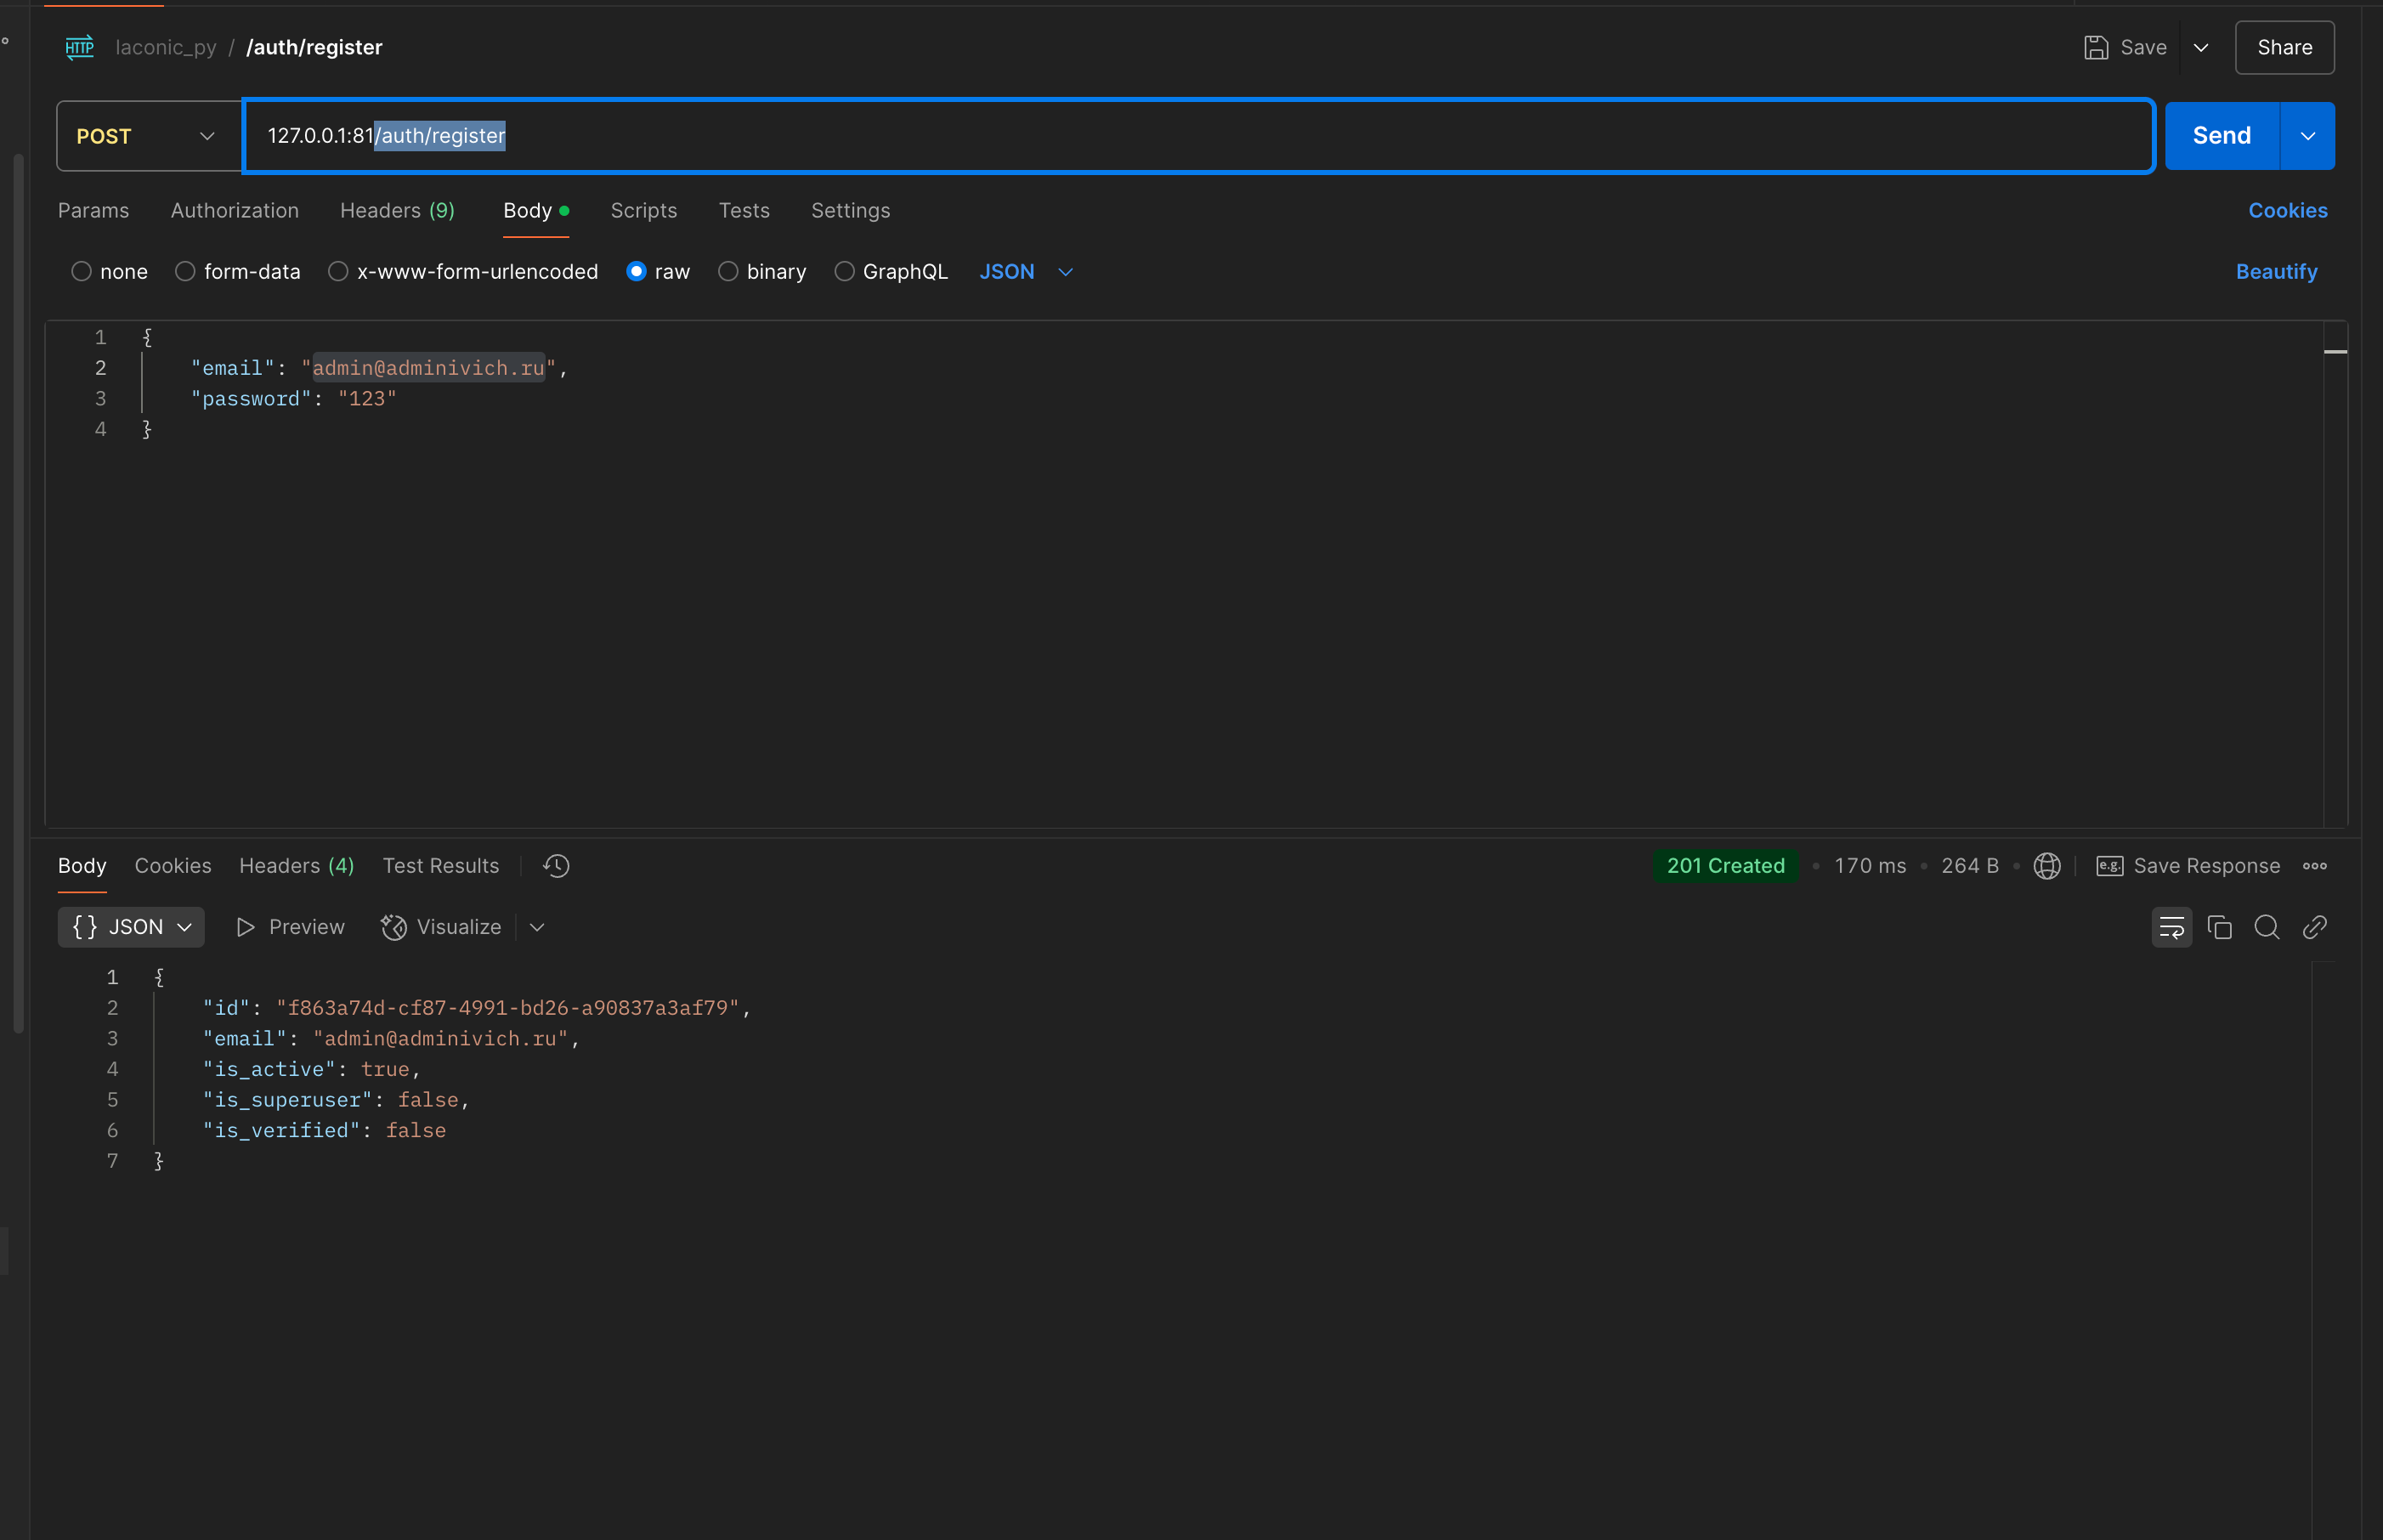 HTTP laconic_py / /auth/register Save Share
POST 127.0.0.1:81/auth/register Send
Params Authorization Headers (9) Body Scripts Tests Settings Cookies
none form-data x-www-form-urlencoded raw binary GraphQL JSON Beautify
1 {
2 "email": "admin@adminivich.ru",
3 "password": "123"
4 }
Body Cookies Headers (4) Test Results 201 Created • 170 ms • 264 B • e.g. Save Response
{} JSON Preview Visualize
1 {
2 "id": "f863a74d-cf87-4991-bd26-a90837a3af79",
3 "email": "admin@adminivich.ru",
4 "is_active": true,
5 "is_superuser": false,
6 "is_verified": false
7 }